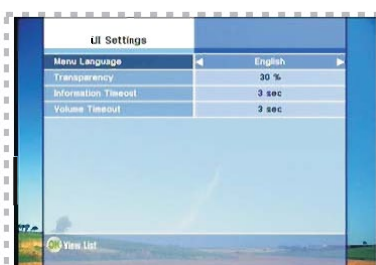 UI Settings
Menu Language English
Transparency 30 %
Information Timeout 3 sec
Volume Timeout 3 sec
OK View List